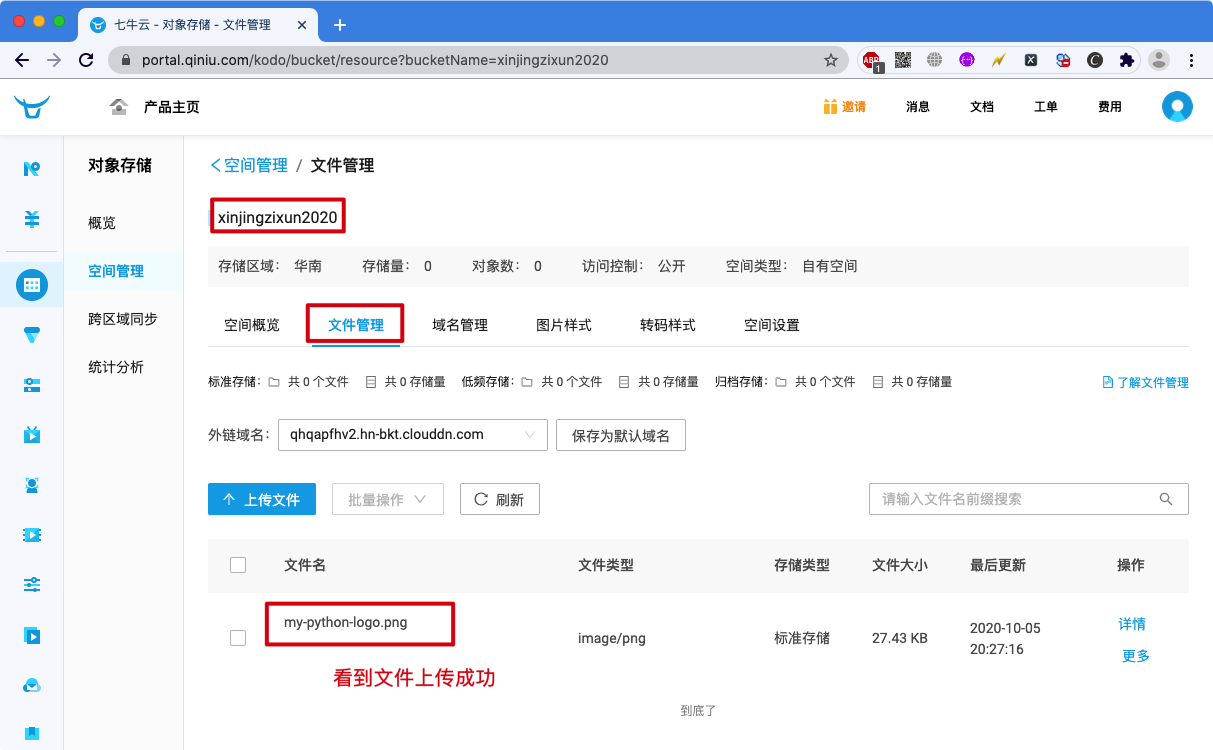 七牛云 - 对象存储 - 文件管理
portal.qiniu.com/kodo/bucket/resource?bucketName=xinjingzixun2020
ABP
1
产品主页
邀请
消息
文档
工单
费用
对象存储
概览
空间管理
跨区域同步
统计分析
空间管理 / 文件管理
xinjingzixun2020
存储区域： 华南 存储量： 0 对象数： 0 访问控制： 公开 空间类型： 自有空间
空间概览 文件管理 域名管理 图片样式 转码样式 空间设置
标准存储： 共 0 个文件 共 0 存储量 低频存储： 共 0 个文件 共 0 存储量 归档存储： 共 0 个文件 共 0 存储量 了解文件管理
外链域名： qhqapfhv2.hn-bkt.clouddn.com 保存为默认域名
上传文件 批量操作 刷新 请输入文件名前缀搜索
文件名 文件类型 存储类型 文件大小 最后更新 操作
my-python-logo.png image/png 标准存储 27.43 KB 2020-10-05
20:27:16
详情
更多
看到文件上传成功
到底了